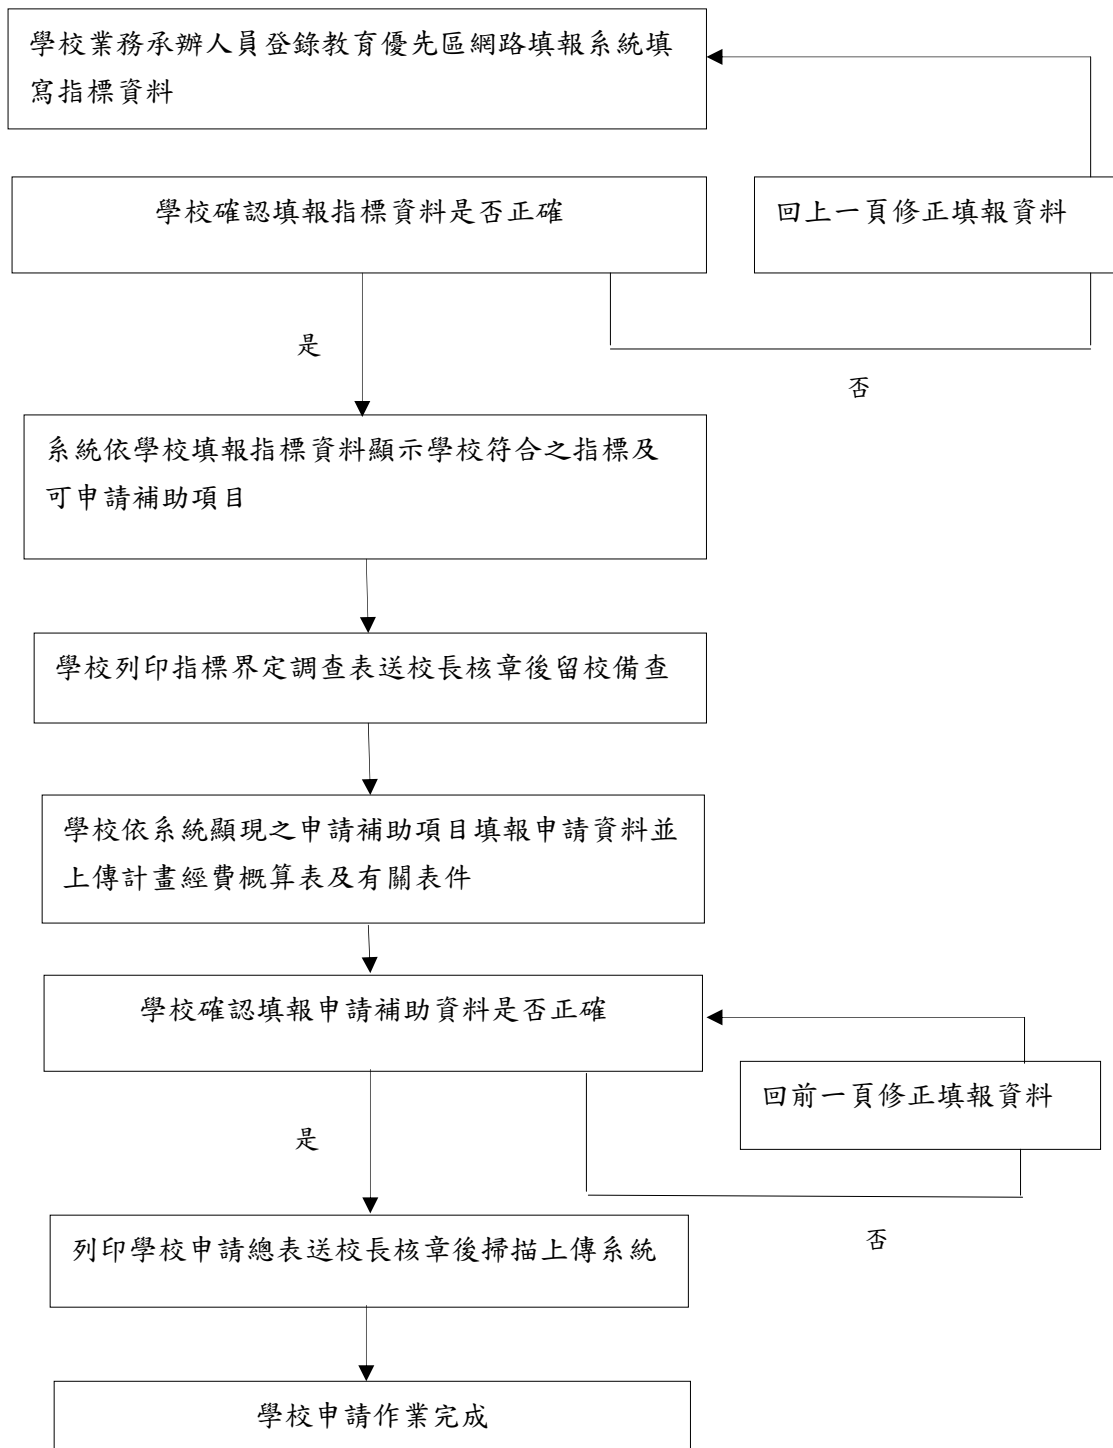 學校業務承辦人員登錄教育優先區網路填報系統填
寫指標資料
學校確認填報指標資料是否正確
回上一頁修正填報資料
是
否
系統依學校填報指標資料顯示學校符合之指標及
可申請補助項目
學校列印指標界定調查表送校長核章後留校備查
學校依系統顯現之申請補助項目填報申請資料並
上傳計畫經費概算表及有關表件
學校確認填報申請補助資料是否正確
回前一頁修正填報資料
是
否
列印學校申請總表送校長核章後掃描上傳系統
學校申請作業完成